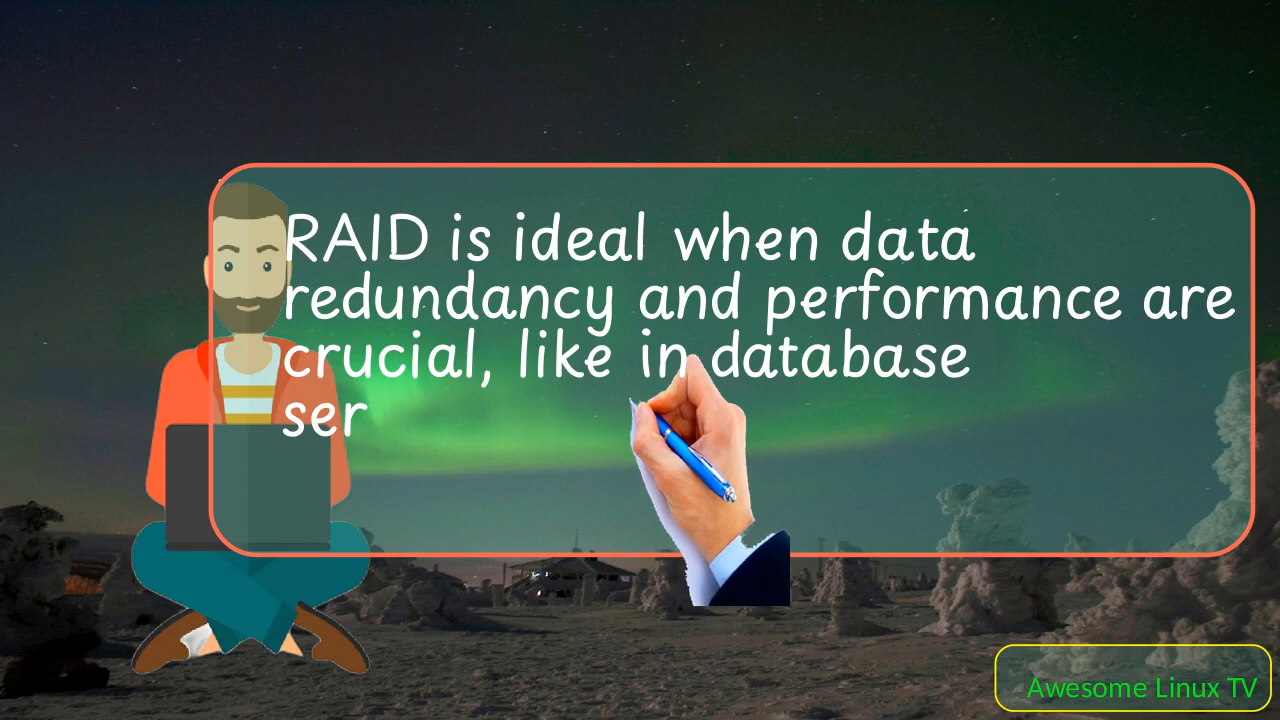 RAID is ideal when data
redundancy and performance are
crucial, like in database
ser
Awesome Linux TV